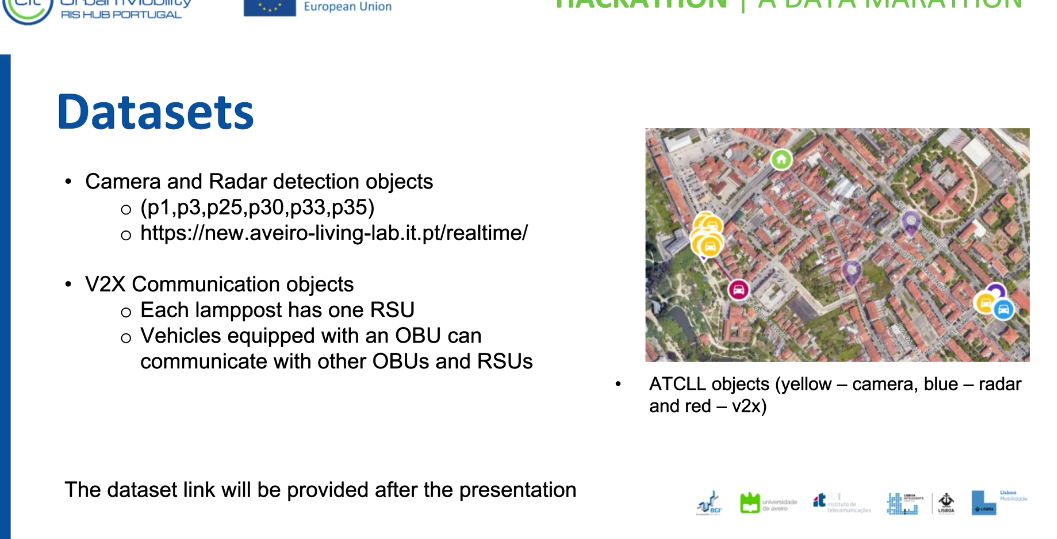 UrbanMobility
RIS HUB PORTUGAL
European Union
HACKATHON | A DATA MARATHON
Datasets
• Camera and Radar detection objects
o (p1,p3,p25,p30,p33,p35)
o https://new.aveiro-living-lab.it.pt/realtime/
• V2X Communication objects
o Each lamppost has one RSU
o Vehicles equipped with an OBU can
communicate with other OBUs and RSUs
• ATCLL objects (yellow – camera, blue – radar
and red – v2x)
The dataset link will be provided after the presentation
BGI
universidade
de aveiro
it
instituto de
telecomunicações
LISBOA
LISBOA
Lisboa
Mobilidade